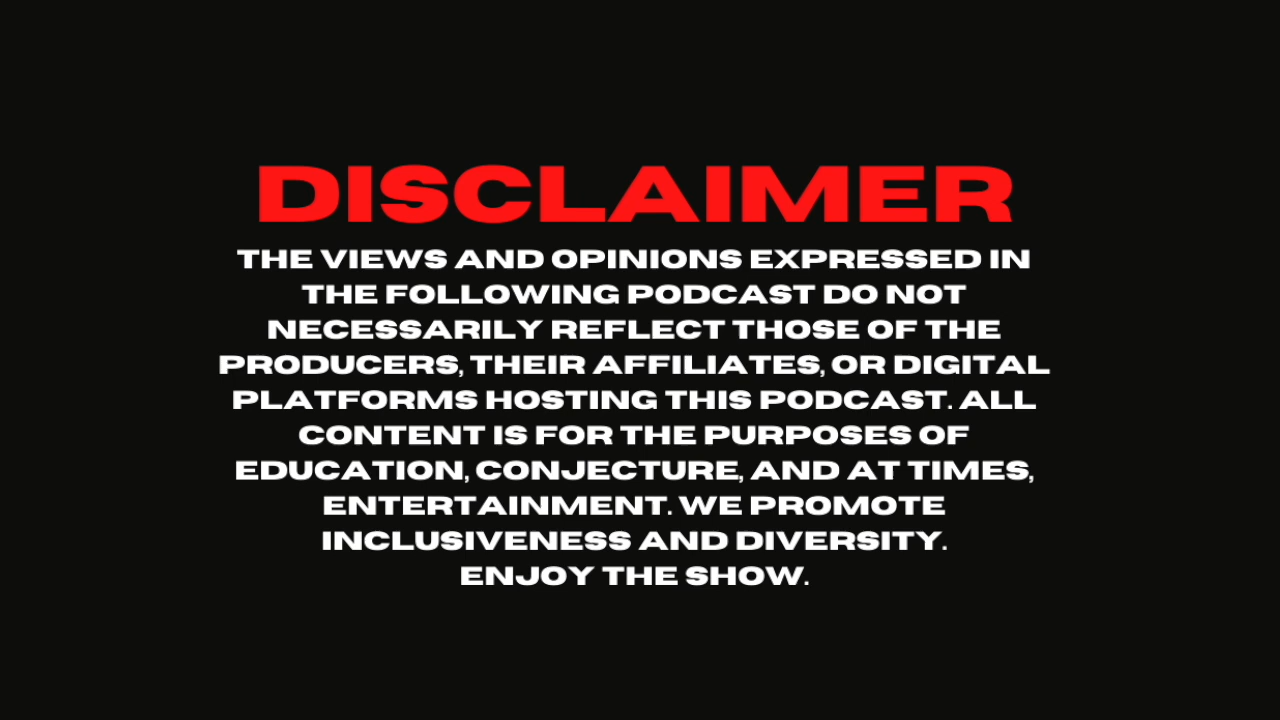 DISCLAIMER
THE VIEWS AND OPINIONS EXPRESSED IN
THE FOLLOWING PODCAST DO NOT
NECESSARILY REFLECT THOSE OF THE
PRODUCERS, THEIR AFFILIATES, OR DIGITAL
PLATFORMS HOSTING THIS PODCAST. ALL
CONTENT IS FOR THE PURPOSES OF
EDUCATION, CONJECTURE, AND AT TIMES,
ENTERTAINMENT. WE PROMOTE
INCLUSIVENESS AND DIVERSITY.
ENJOY THE SHOW.